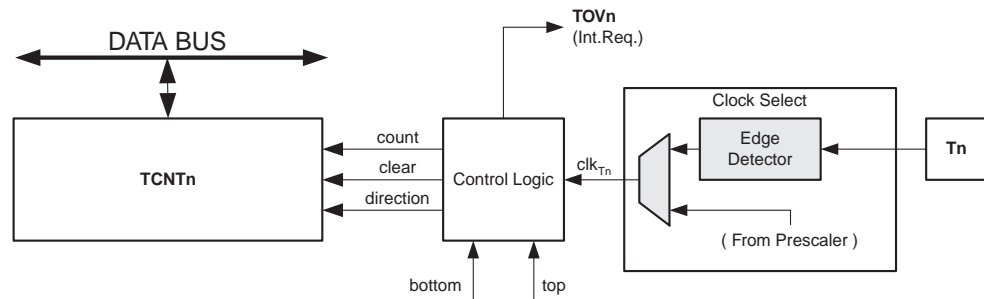 TOVn
(Int.Req.)
DATA BUS
Clock Select
count
Edge
Detector
Tn
TCNTn
clear
Control Logic
clkTn
direction
( From Prescaler )
bottom
top